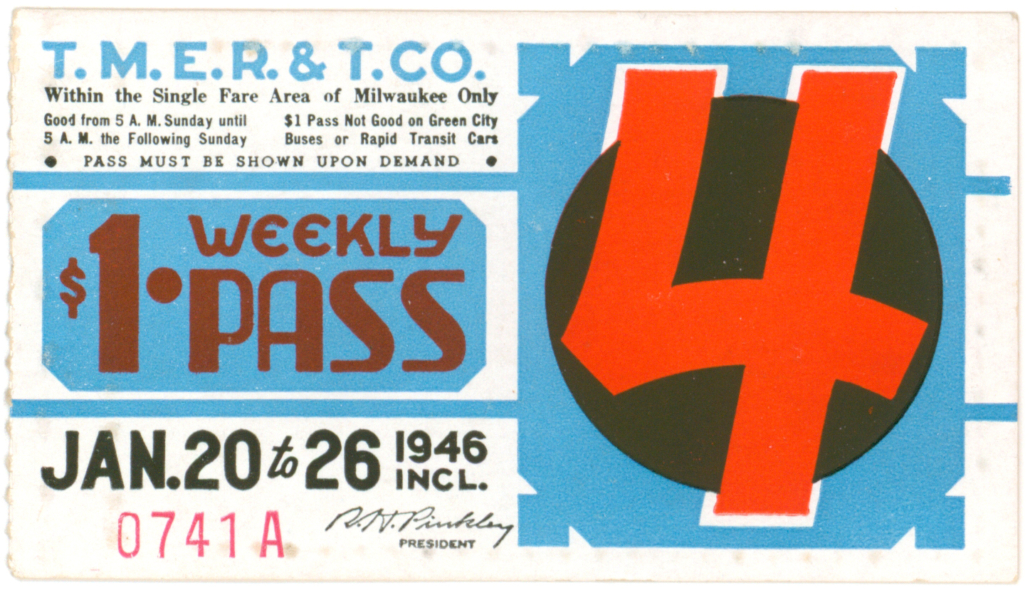 T. M. E. R. & T. CO.
Within the Single Fare Area of Milwaukee Only
Good from 5 A. M. Sunday until
5 A. M. the Following Sunday
$1 Pass Not Good on Green City
Buses or Rapid Transit Cars
● PASS MUST BE SHOWN UPON DEMAND ●
$1. WEEKLY
PASS
JAN. 20 to 26 1946
INCL.
0741 A
R. H. Pinkley
PRESIDENT
4